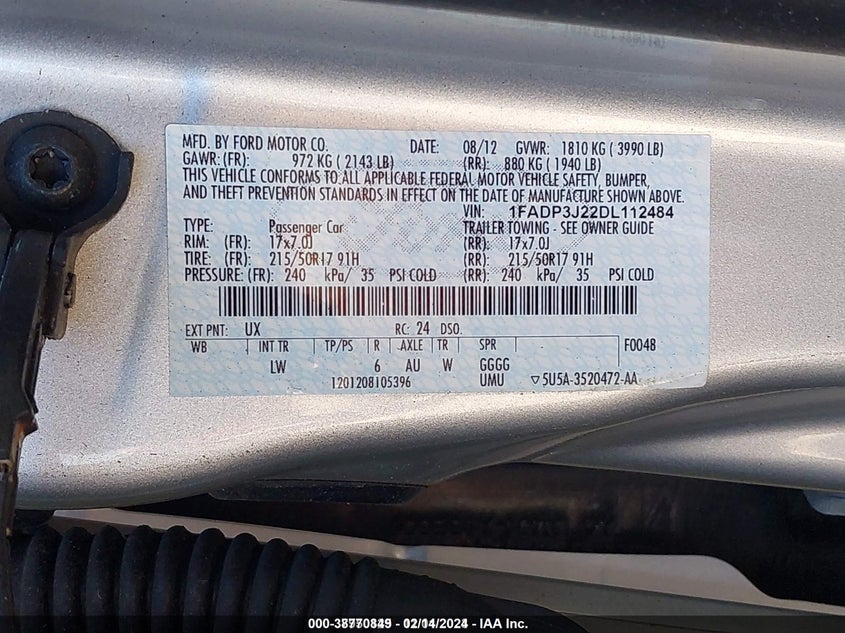 MFD. BY FORD MOTOR CO. DATE: 08/12 GVWR: 1810 KG ( 3990 LB)
GAWR: (FR): 972 KG ( 2143 LB) (RR): 880 KG ( 1940 LB)
THIS VEHICLE CONFORMS TO ALL APPLICABLE FEDERAL MOTOR VEHICLE SAFETY, BUMPER,
AND THEFT PREVENTION STANDARDS IN EFFECT ON THE DATE OF MANUFACTURE SHOWN ABOVE.
VIN: 1FADP3J22DL112484
TYPE: Passenger Car TRAILER TOWING - SEE OWNER GUIDE
RIM: (FR): 17x7.0J (RR): 17x7.0J
TIRE: (FR): 215/50R17 91H (RR): 215/50R17 91H
PRESSURE: (FR): 240 kPa/ 35 PSI COLD (RR): 240 kPa/ 35 PSI COLD
EXT PNT: UX RC: 24 DSO:
WB INT TR TP/PS R AXLE TR SPR F0048
LW 6 AU W GGGG
1201208105396 UMU ▽5U5A-3520472-AA
02/14/2024 - IAA Inc.